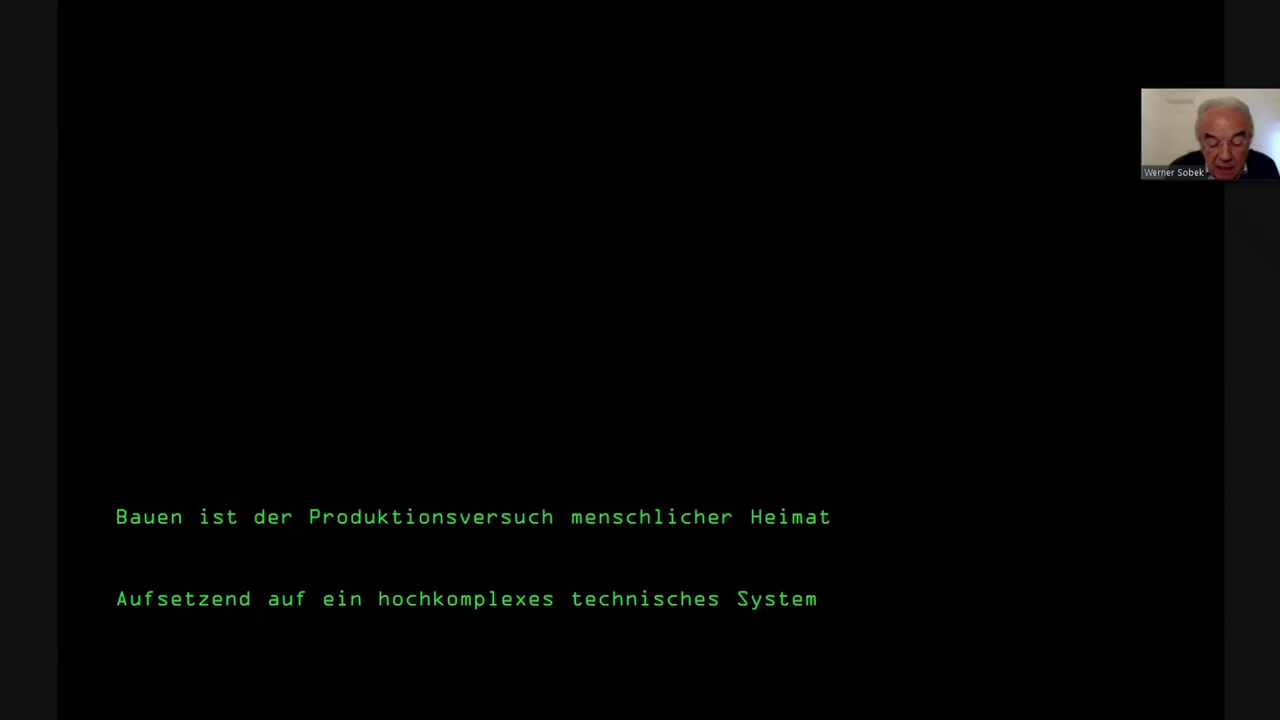 Werner Sobek
Bauen ist der Produktionsversuch menschlicher Heimat
Aufsetzend auf ein hochkomplexes technisches System